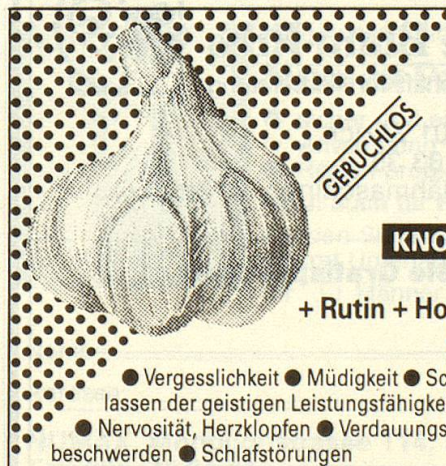 GERUCHLOS
KNO
+ Rutin + Ho
● Vergesslichkeit ● Müdigkeit ● Sc
lassen der geistigen Leistungsfähigke
● Nervosität, Herzklopfen ● Verdauungs
beschwerden ● Schlafstörungen